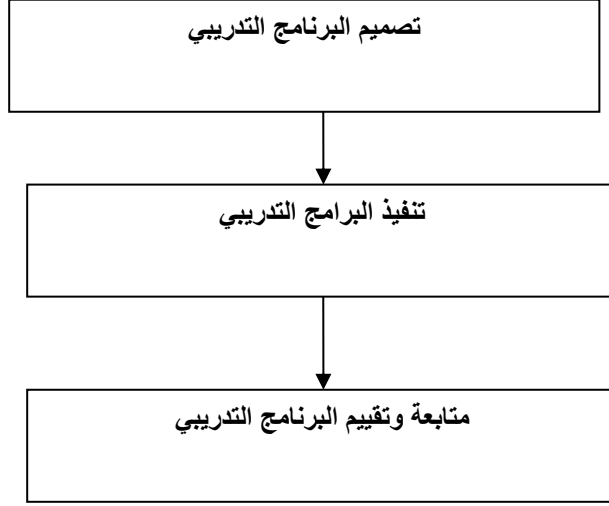 تصميم البرنامج التدريبي
تنفيذ البرامج التدريبي
متابعة وتقييم البرنامج التدريبي